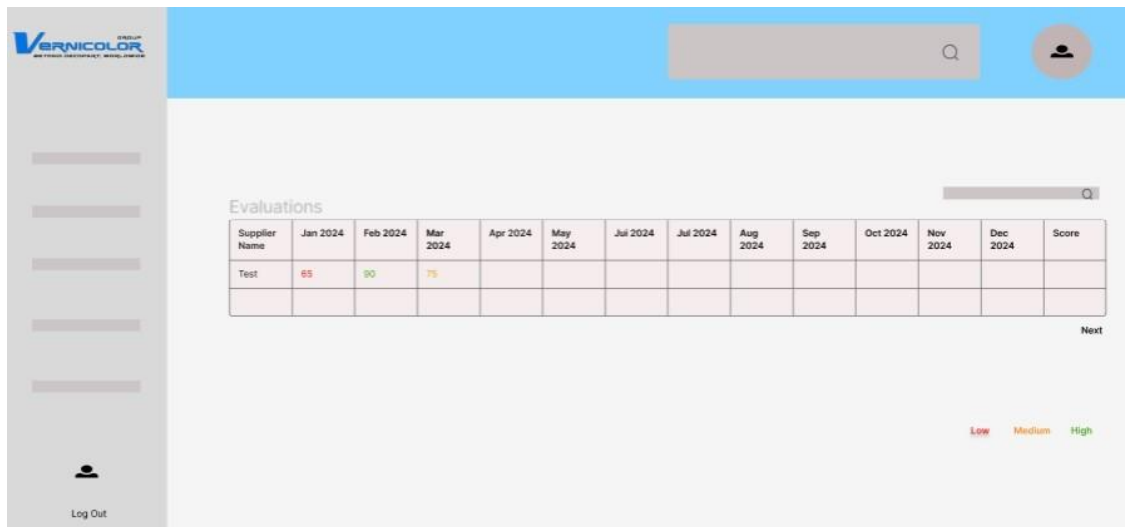 GROUP
VERNICOLOR
Evaluations
Supplier Name Jan 2024 Feb 2024 Mar 2024 Apr 2024 May 2024 Jui 2024 Jul 2024 Aug 2024 Sep 2024 Oct 2024 Nov 2024 Dec 2024 Score
Test 65 90 75
Next
Low Medium High
Log Out